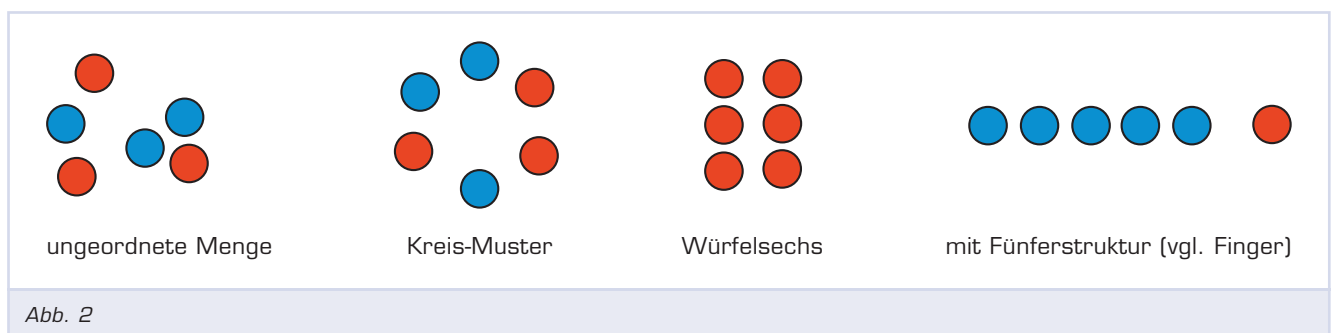 ungeordnete Menge
Kreis-Muster
Würfelsechs
mit Fünferstruktur (vgl. Finger)
Abb. 2